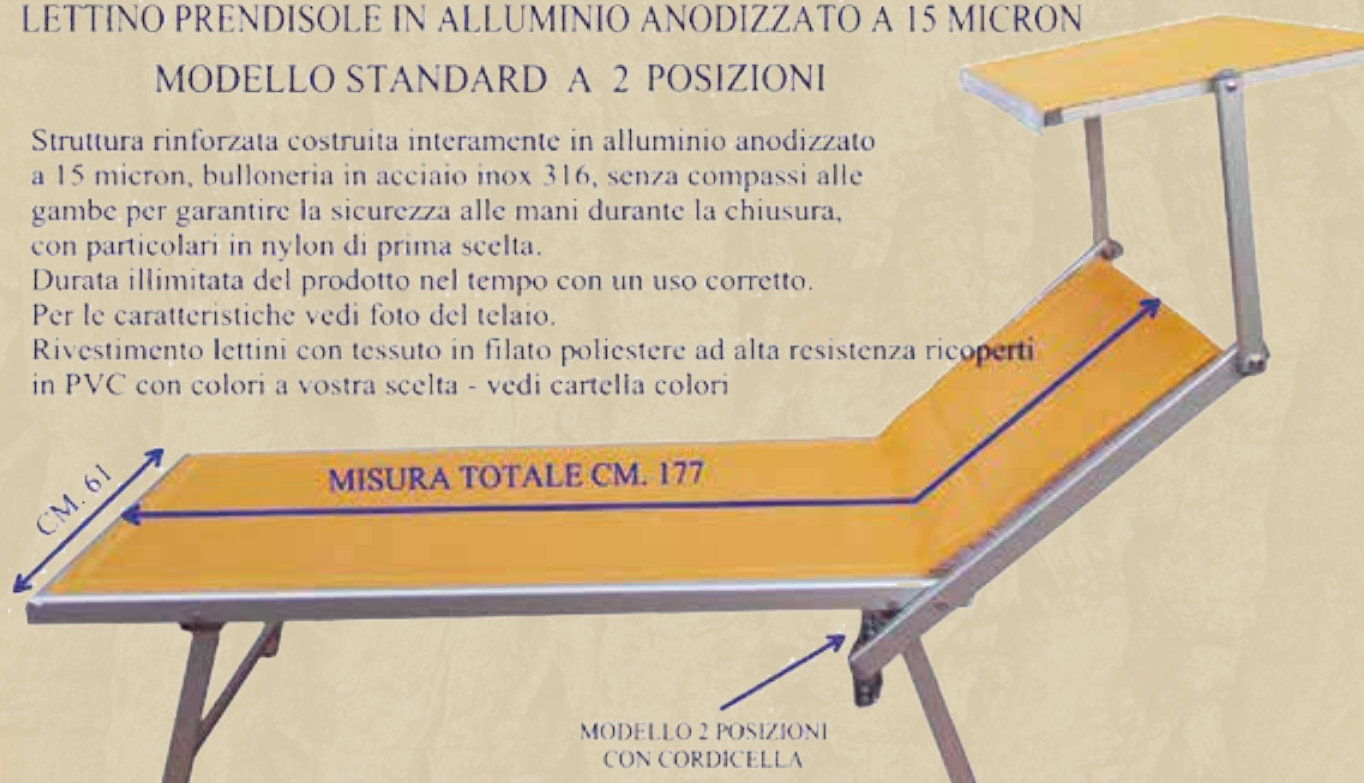 LETTINO PRENDISOLE IN ALLUMINIO ANODIZZATO A 15 MICRON
MODELLO STANDARD A 2 POSIZIONI
Struttura rinforzata costruita interamente in alluminio anodizzato
a 15 micron, bulloneria in acciaio inox 316, senza compassi alle
gambe per garantire la sicurezza alle mani durante la chiusura,
con particolari in nylon di prima scelta.
Durata illimitata del prodotto nel tempo con un uso corretto.
Per le caratteristiche vedi foto del telaio.
Rivestimento lettini con tessuto in filato poliestere ad alta resistenza ricoperti
in PVC con colori a vostra scelta - vedi cartella colori
CM. 61
MISURA TOTALE CM. 177
MODELLO 2 POSIZIONI
CON CORDICELLA